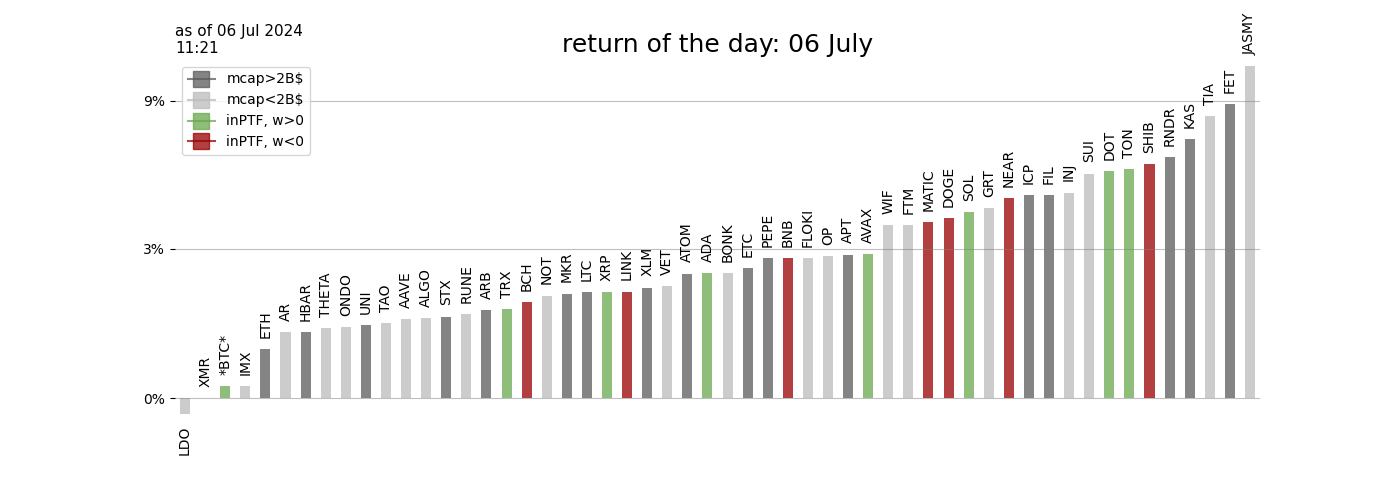 as of 06 Jul 2024
11:21
return of the day: 06 July
mcap>2B$
mcap<2B$
inPTF, w>0
inPTF, w<0
9%
3%
0%
LDO
XMR
*BTC*
IMX
ETH
AR
HBAR
THETA
ONDO
UNI
TAO
AAVE
ALGO
STX
RUNE
ARB
TRX
BCH
NOT
MKR
LTC
XRP
LINK
XLM
VET
ATOM
ADA
BONK
ETC
PEPE
BNB
FLOKI
OP
APT
AVAX
WIF
FTM
MATIC
DOGE
SOL
GRT
NEAR
ICP
FIL
INJ
SUI
DOT
TON
SHIB
RNDR
KAS
TIA
FET
JASMY